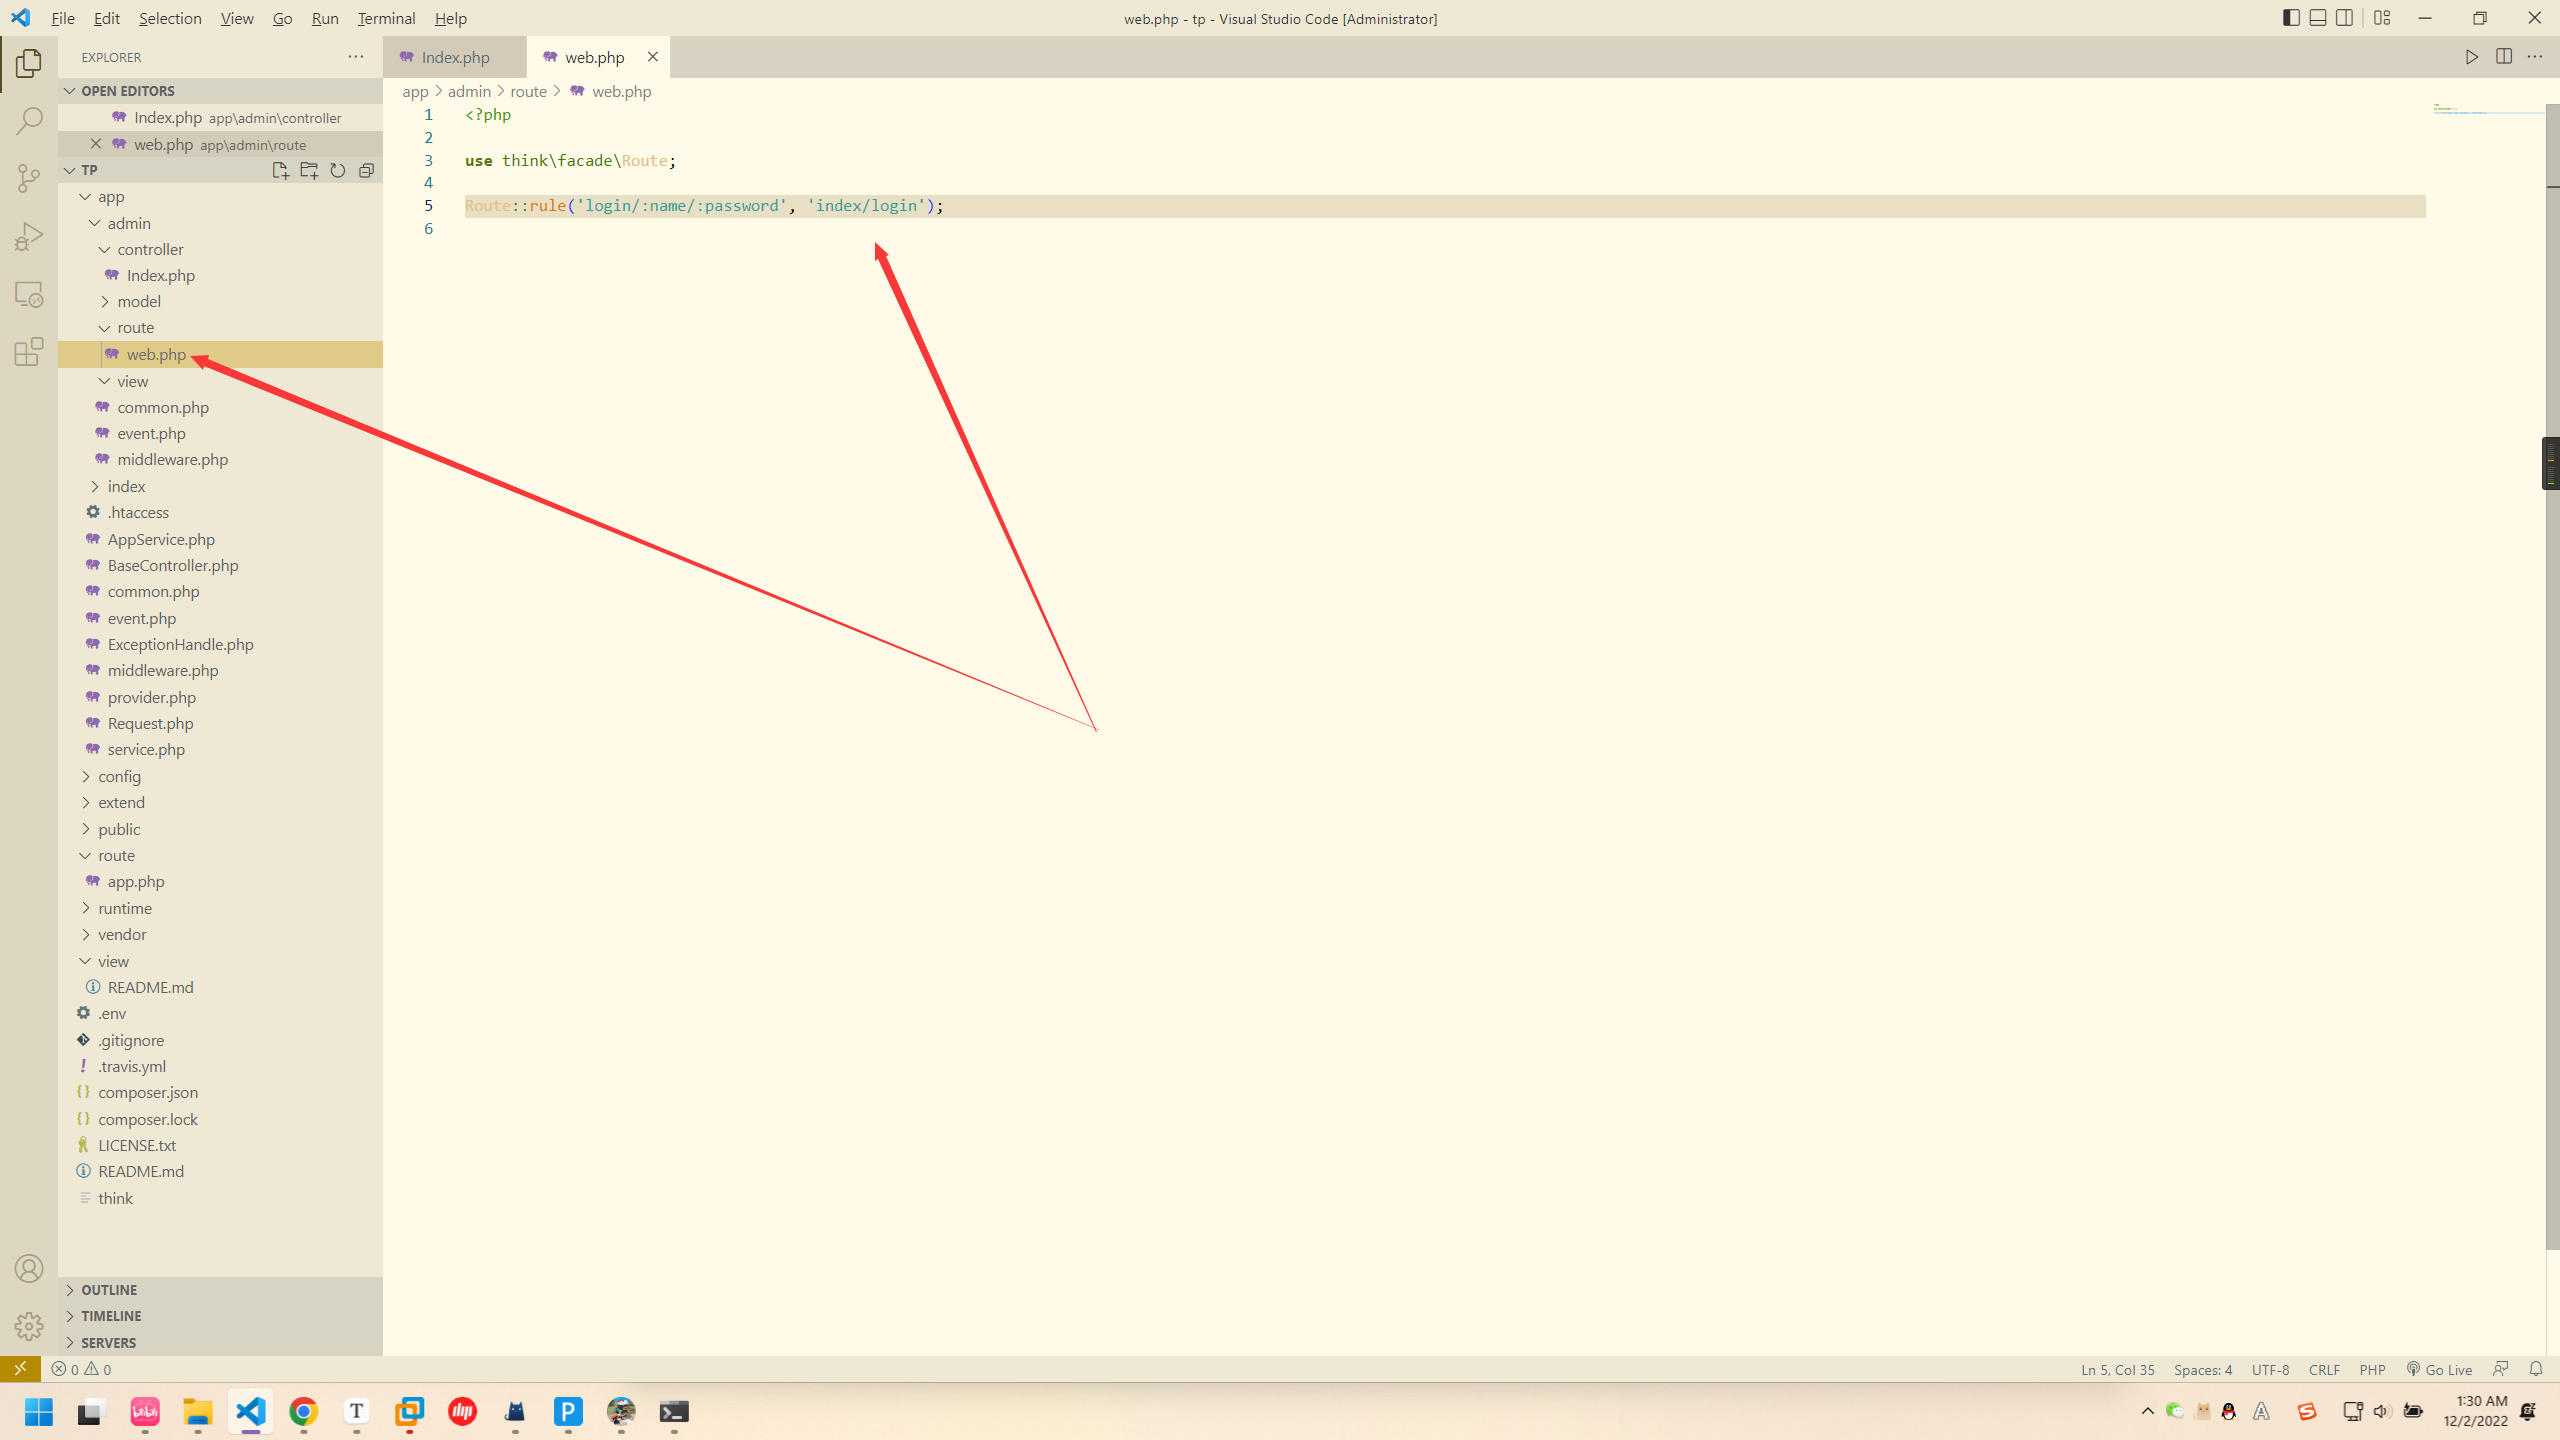 File Edit Selection View Go Run Terminal Help
web.php - tp - Visual Studio Code [Administrator]
EXPLORER
OPEN EDITORS
Index.php app\admin\controller
web.php app\admin\route
TP
app
admin
controller
Index.php
model
route
web.php
view
common.php
event.php
middleware.php
index
.htaccess
AppService.php
BaseController.php
common.php
event.php
ExceptionHandle.php
middleware.php
provider.php
Request.php
service.php
config
extend
public
route
app.php
runtime
vendor
view
README.md
.env
.gitignore
.travis.yml
composer.json
composer.lock
LICENSE.txt
README.md
think
OUTLINE
TIMELINE
SERVERS
Index.php
web.php
app > admin > route > web.php
1 <?php
2
3 use think\facade\Route;
4
5 Route::rule('login/:name/:password', 'index/login');
6
0 0
Ln 5, Col 35 Spaces: 4 UTF-8 CRLF PHP Go Live
1:30 AM
12/2/2022